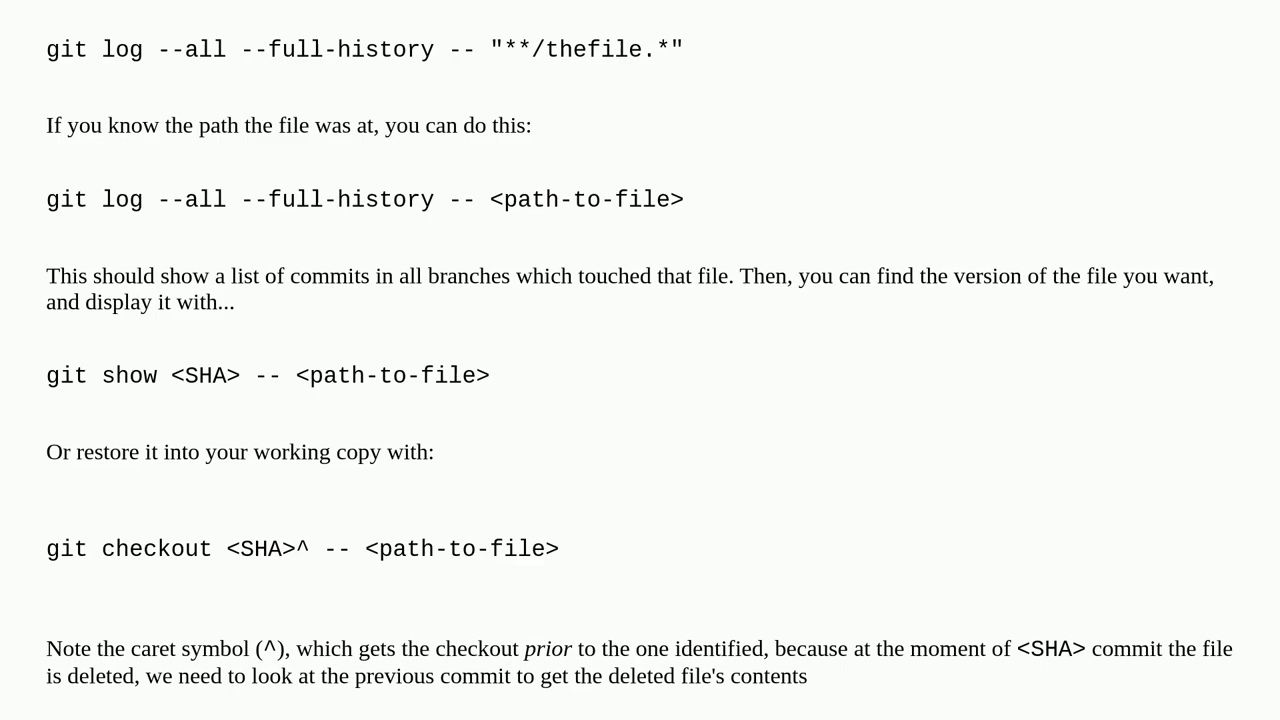 git log --all --full-history -- "**/thefile.*"
If you know the path the file was at, you can do this:
git log --all --full-history -- <path-to-file>
This should show a list of commits in all branches which touched that file. Then, you can find the version of the file you want,
and display it with...
git show <SHA> -- <path-to-file>
Or restore it into your working copy with:
git checkout <SHA>^ -- <path-to-file>
Note the caret symbol (^), which gets the checkout prior to the one identified, because at the moment of <SHA> commit the file
is deleted, we need to look at the previous commit to get the deleted file's contents